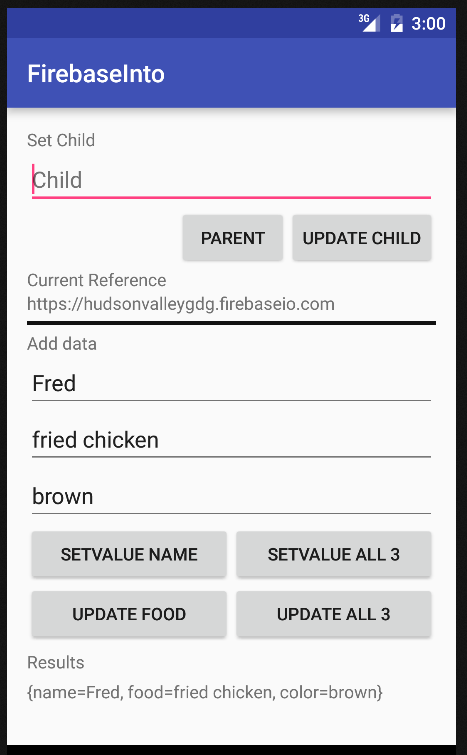 3G 3:00
FirebaseInto
Set Child
Child
PARENT UPDATE CHILD
Current Reference
https://hudsonvalleygdg.firebaseio.com
Add data
Fred
fried chicken
brown
SETVALUE NAME SETVALUE ALL 3
UPDATE FOOD UPDATE ALL 3
Results
{name=Fred, food=fried chicken, color=brown}